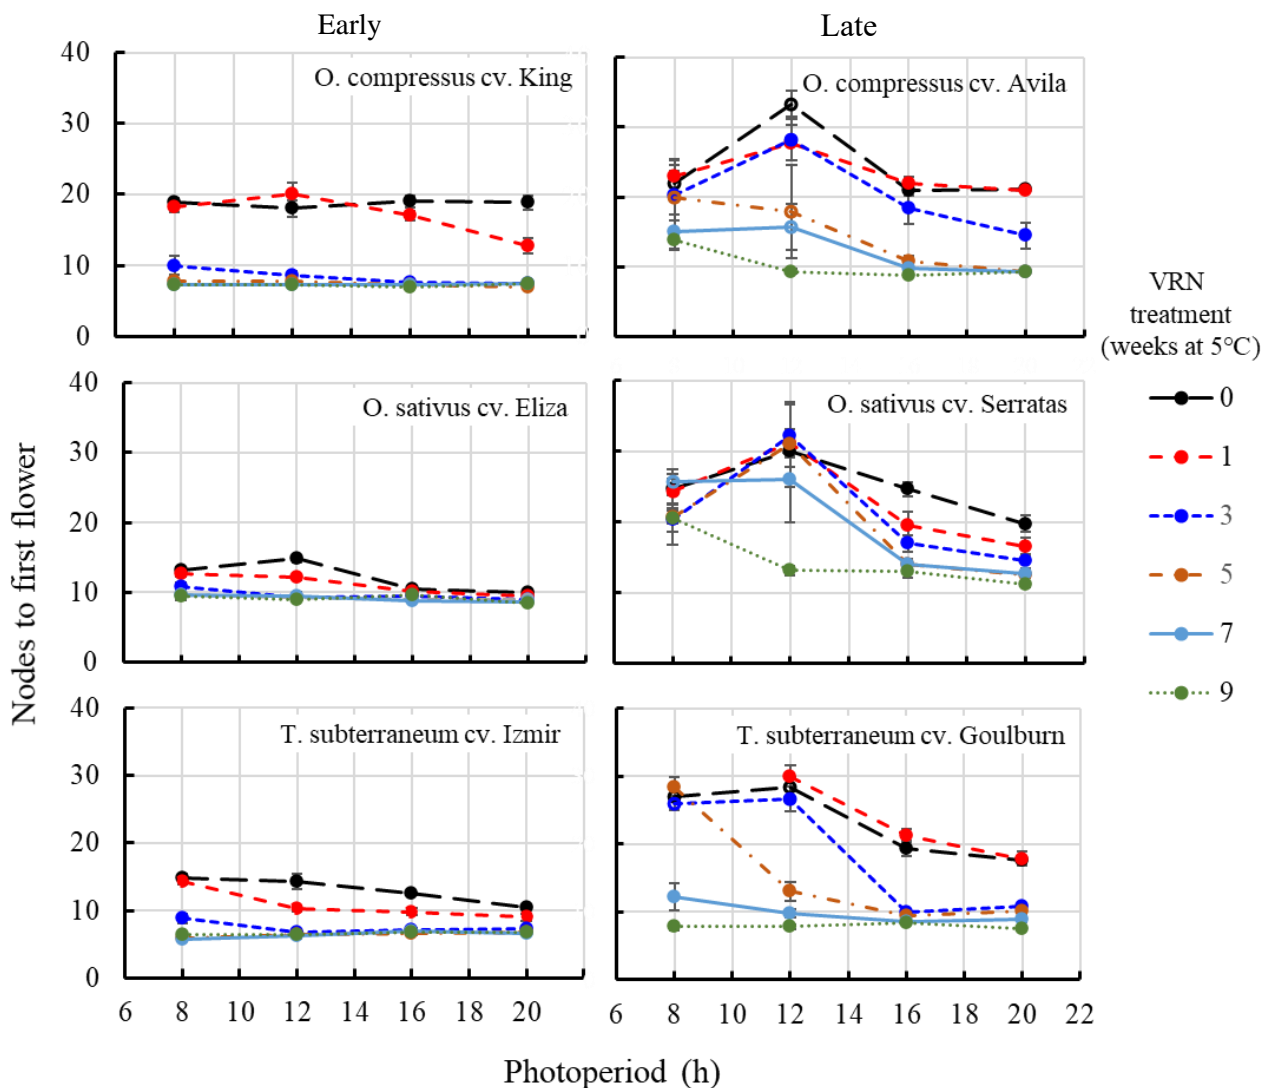 Early
Late
40
30
20
10
0
O. compressus cv. King
O. compressus cv. Avila
40
30
20
10
0
O. sativus cv. Eliza
O. sativus cv. Serratas
40
30
20
10
0
T. subterraneum cv. Izmir
T. subterraneum cv. Goulburn
6 8 10 12 14 16 18 20
6 8 10 12 14 16 18 20 22
Nodes to first flower
Photoperiod (h)
VRN
treatment
(weeks at 5°C)
0
1
3
5
7
9